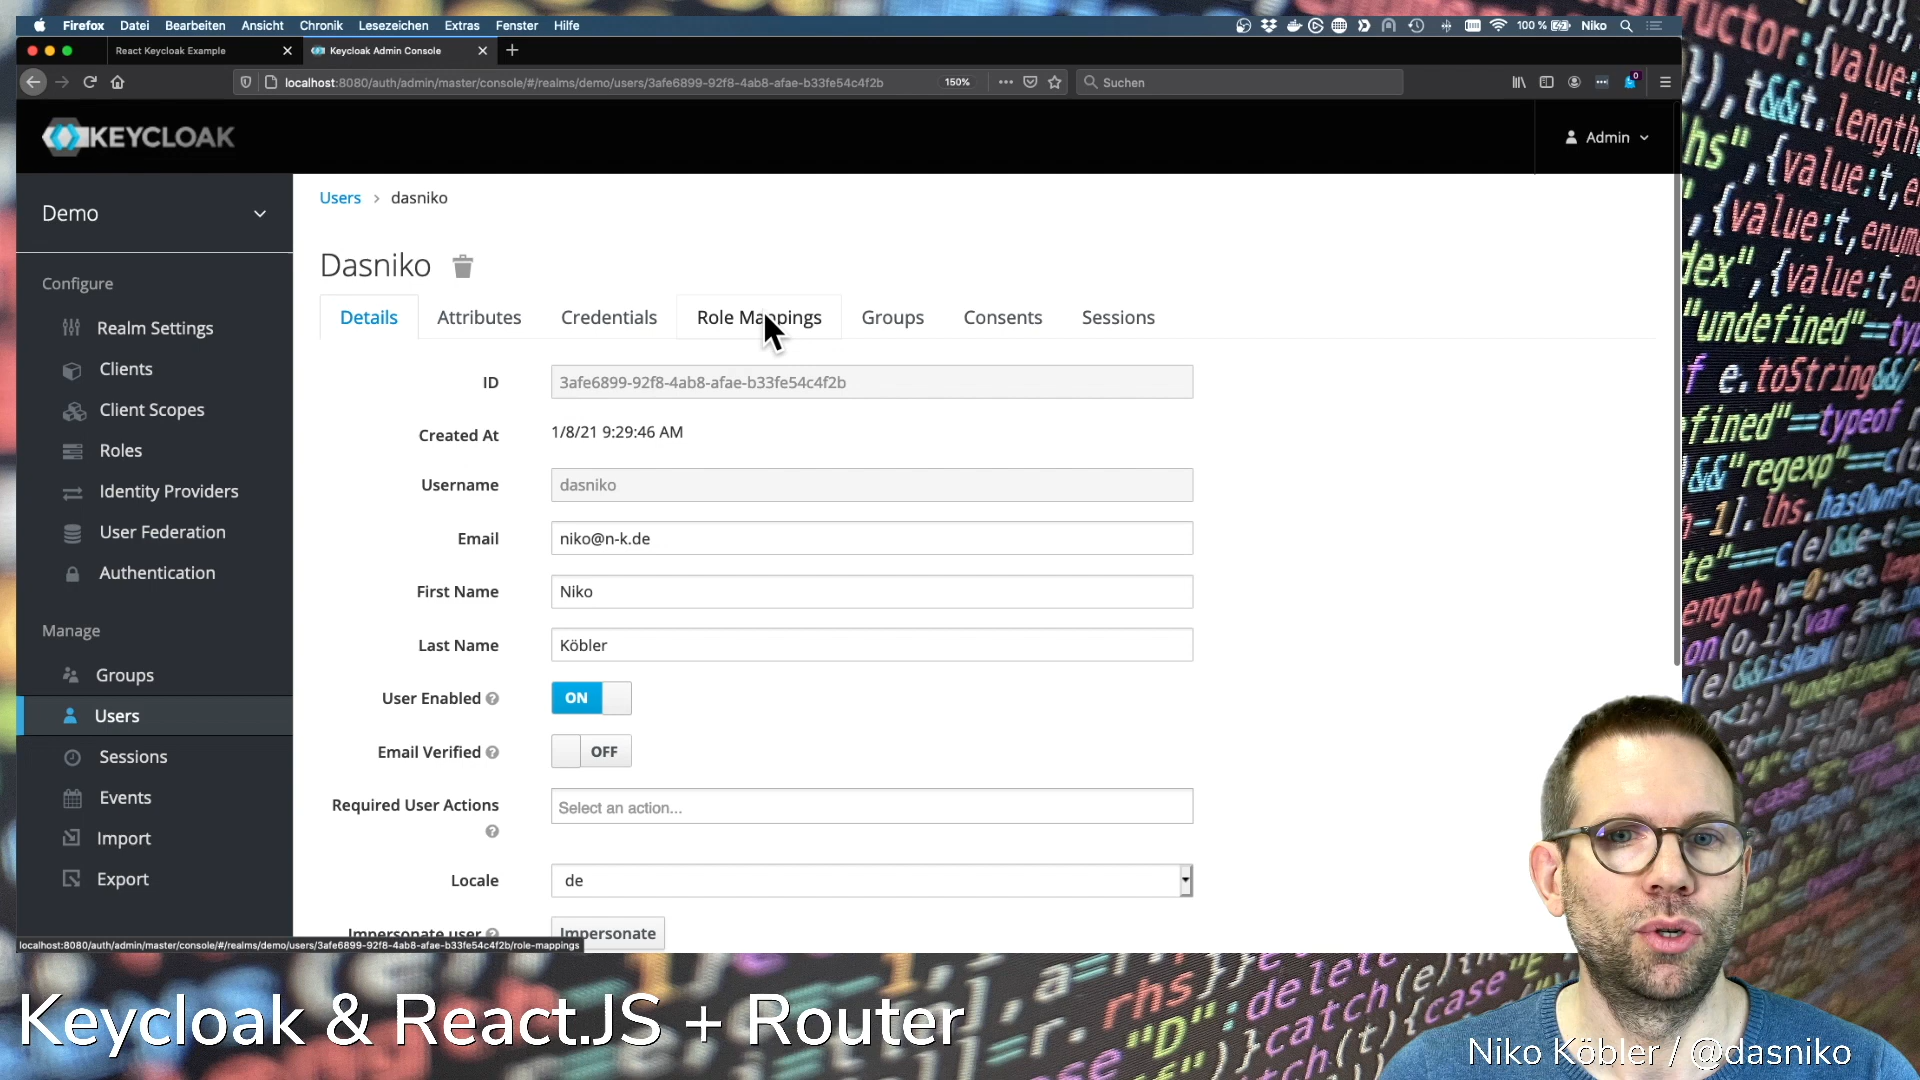 Firefox Datei Bearbeiten Ansicht Chronik Lesezeichen Extras Fenster Hilfe 100 % Niko
React Keycloak Example Keycloak Admin Console
localhost:8080/auth/admin/master/console/#/realms/demo/users/3afe6899-92f8-4ab8-afae-b33fe54c4f2b 150% Suchen 0
KEYCLOAK Admin
Demo
Configure
Realm Settings
Clients
Client Scopes
Roles
Identity Providers
User Federation
Authentication
Manage
Groups
Users
Sessions
Events
Import
Export
Users > dasniko
Dasniko
Details Attributes Credentials Role Mappings Groups Consents Sessions
ID 3afe6899-92f8-4ab8-afae-b33fe54c4f2b
Created At 1/8/21 9:29:46 AM
Username dasniko
Email niko@n-k.de
First Name Niko
Last Name Köbler
User Enabled ON
Email Verified OFF
Required User Actions Select an action...
Locale de
Impersonate user Impersonate
localhost:8080/auth/admin/master/console/#/realms/demo/users/3afe6899-92f8-4ab8-afae-b33fe54c4f2b/role-mappings
Keycloak & React.JS + Router
Niko Köbler / @dasniko